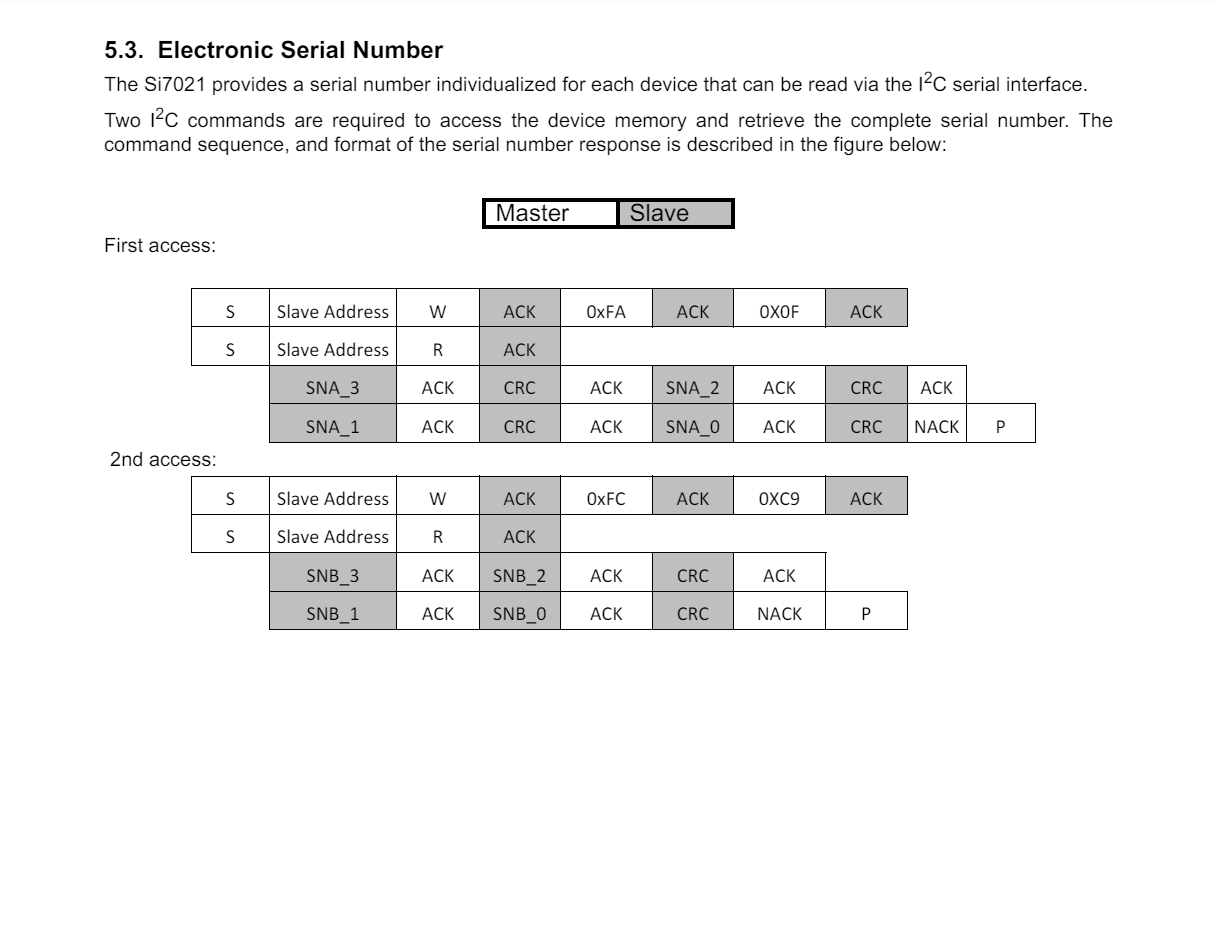 5.3. Electronic Serial Number
The Si7021 provides a serial number individualized for each device that can be read via the I²C serial interface.
Two I²C commands are required to access the device memory and retrieve the complete serial number. The
command sequence, and format of the serial number response is described in the figure below:
Master Slave
First access:
S Slave Address W ACK 0xFA ACK 0X0F ACK
S Slave Address R ACK
SNA_3 ACK CRC ACK SNA_2 ACK CRC ACK
SNA_1 ACK CRC ACK SNA_0 ACK CRC NACK P
2nd access:
S Slave Address W ACK 0xFC ACK 0XC9 ACK
S Slave Address R ACK
SNB_3 ACK SNB_2 ACK CRC ACK
SNB_1 ACK SNB_0 ACK CRC NACK P